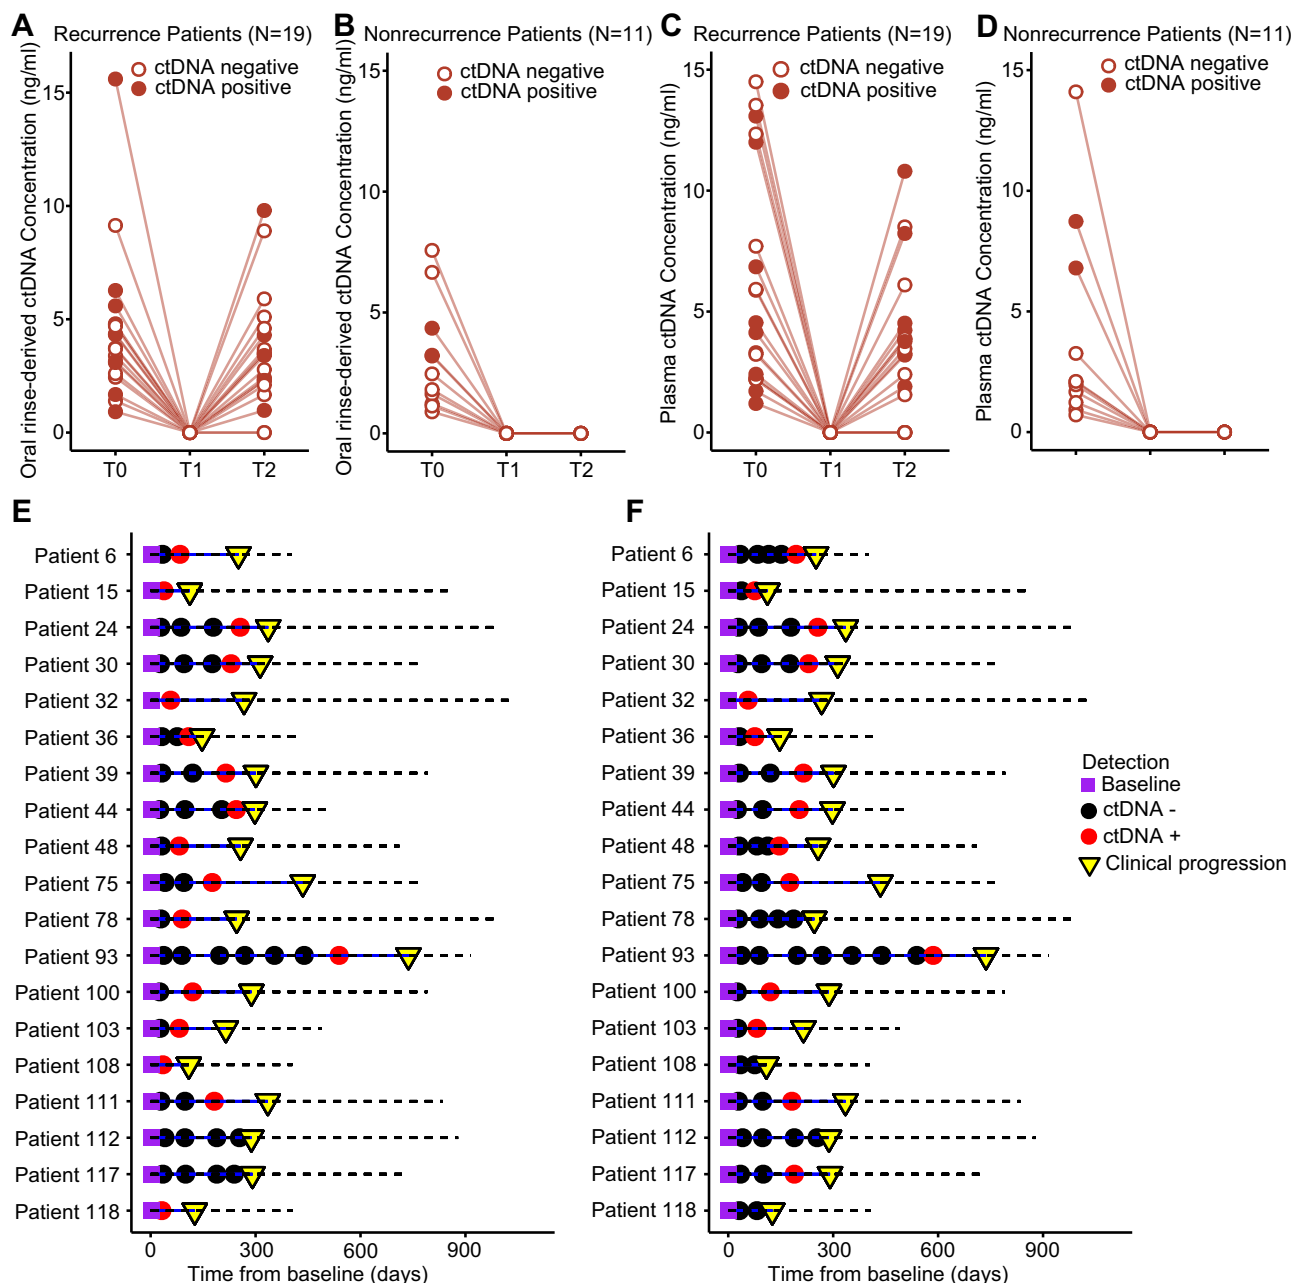 A
Recurrence Patients (N=19)
Oral rinse-derived ctDNA Concentration (ng/ml)
ctDNA negative
ctDNA positive
15
10
5
0
T0 T1 T2
B
Nonrecurrence Patients (N=11)
Oral rinse-derived ctDNA Concentration (ng/ml)
ctDNA negative
ctDNA positive
15
10
5
0
T0 T1 T2
C
Recurrence Patients (N=19)
Plasma ctDNA Concentration (ng/ml)
ctDNA negative
ctDNA positive
15
10
5
0
T0 T1 T2
D
Nonrecurrence Patients (N=11)
Plasma ctDNA Concentration (ng/ml)
ctDNA negative
ctDNA positive
15
10
5
0
E
Patient 6
Patient 15
Patient 24
Patient 30
Patient 32
Patient 36
Patient 39
Patient 44
Patient 48
Patient 75
Patient 78
Patient 93
Patient 100
Patient 103
Patient 108
Patient 111
Patient 112
Patient 117
Patient 118
0 300 600 900
Time from baseline (days)
F
Patient 6
Patient 15
Patient 24
Patient 30
Patient 32
Patient 36
Patient 39
Patient 44
Patient 48
Patient 75
Patient 78
Patient 93
Patient 100
Patient 103
Patient 108
Patient 111
Patient 112
Patient 117
Patient 118
0 300 600 900
Time from baseline (days)
Detection
Baseline
ctDNA -
ctDNA +
Clinical progression